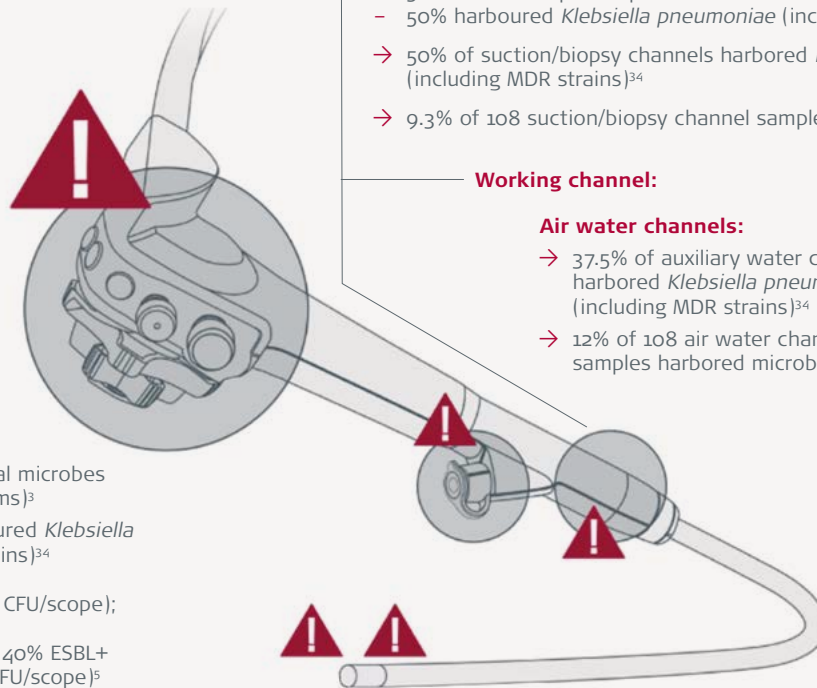 - 50% harboured Klebsiella pneumoniae (inc
→ 50% of suction/biopsy channels harbored
(including MDR strains)³⁴
→ 9.3% of 108 suction/biopsy channel sample
Working channel:
Air water channels:
→ 37.5% of auxiliary water c
harbored Klebsiella pneu
(including MDR strains)³⁴
→ 12% of 108 air water chan
samples harbored microb
al microbes
ms)³
ured Klebsiella
ins)³⁴
CFU/scope);
40% ESBL+
FU/scope)⁵